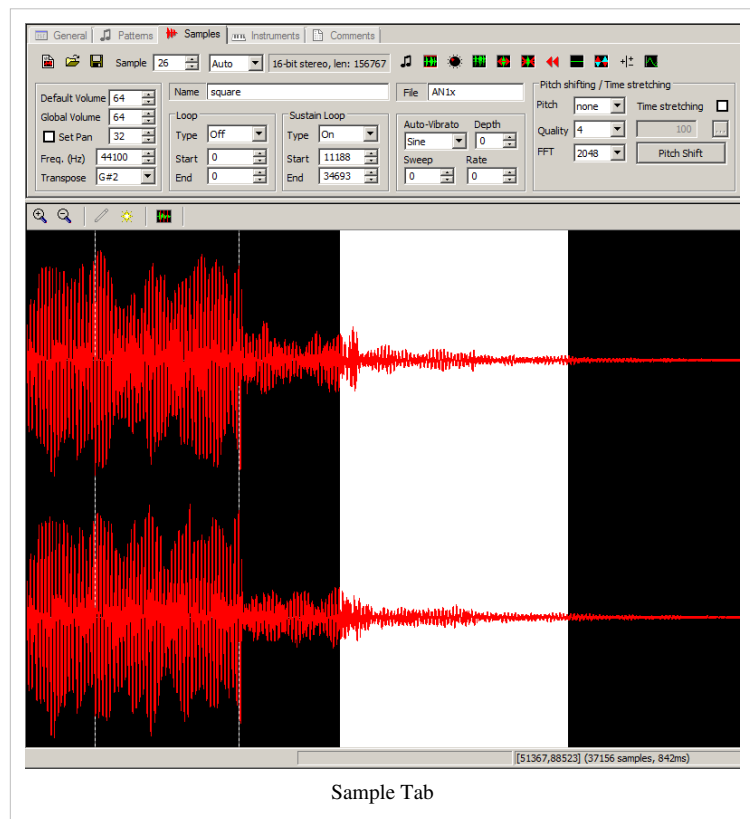 General Patterns Samples Instruments Comments
Sample 26 Auto 16-bit stereo, len: 156767
Default Volume 64
Global Volume 64
Set Pan 32
Freq. (Hz) 44100
Transpose G#2
Name square
File AN1x
Loop
Type Off
Start 0
End 0
Sustain Loop
Type On
Start 11188
End 34693
Auto-Vibrato Depth
Sine 0
Sweep Rate
0 0
Pitch shifting / Time stretching
Pitch none Time stretching
Quality 4 100 ...
FFT 2048 Pitch Shift
[51367,88523] (37156 samples, 842ms)
Sample Tab